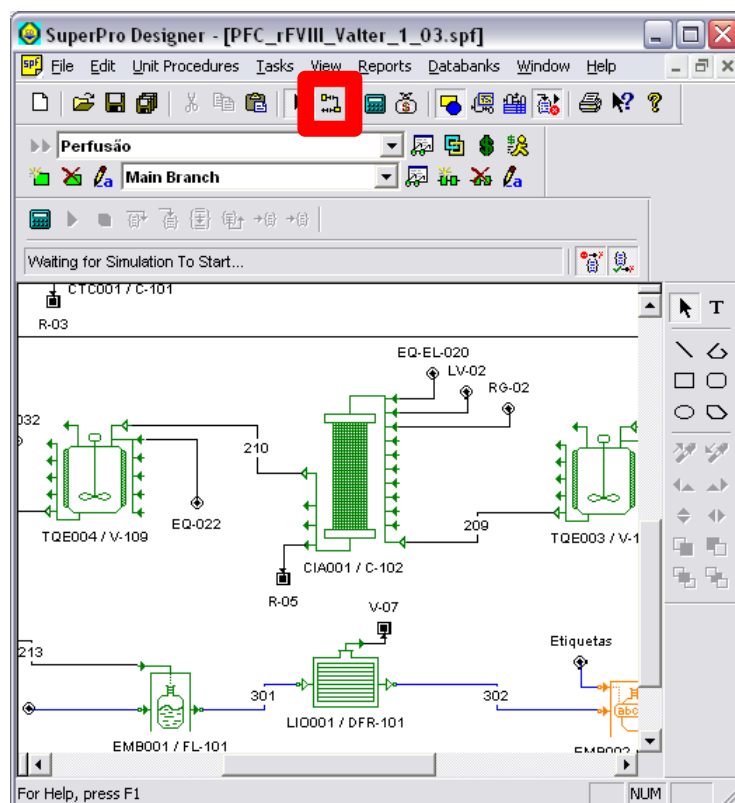 SuperPro Designer - [PFC_rFVIII_Valter_1_03.spf]
spf File Edit Unit Procedures Tasks View Reports Databanks Window Help
Perfusão
Main Branch
Waiting for Simulation To Start...
CTC001 / C-101
R-03
T
EQ-EL-020
LV-02
RG-02
032
210
EQ-022
209
TQE004 / V-109
TQE003 / V-1
CIA001 / C-102
R-05
V-07
213
Etiquetas
301
302
abc
LIO001 / DFR-101
EMB001 / FL-101
EMB002
For Help, press F1
NUM